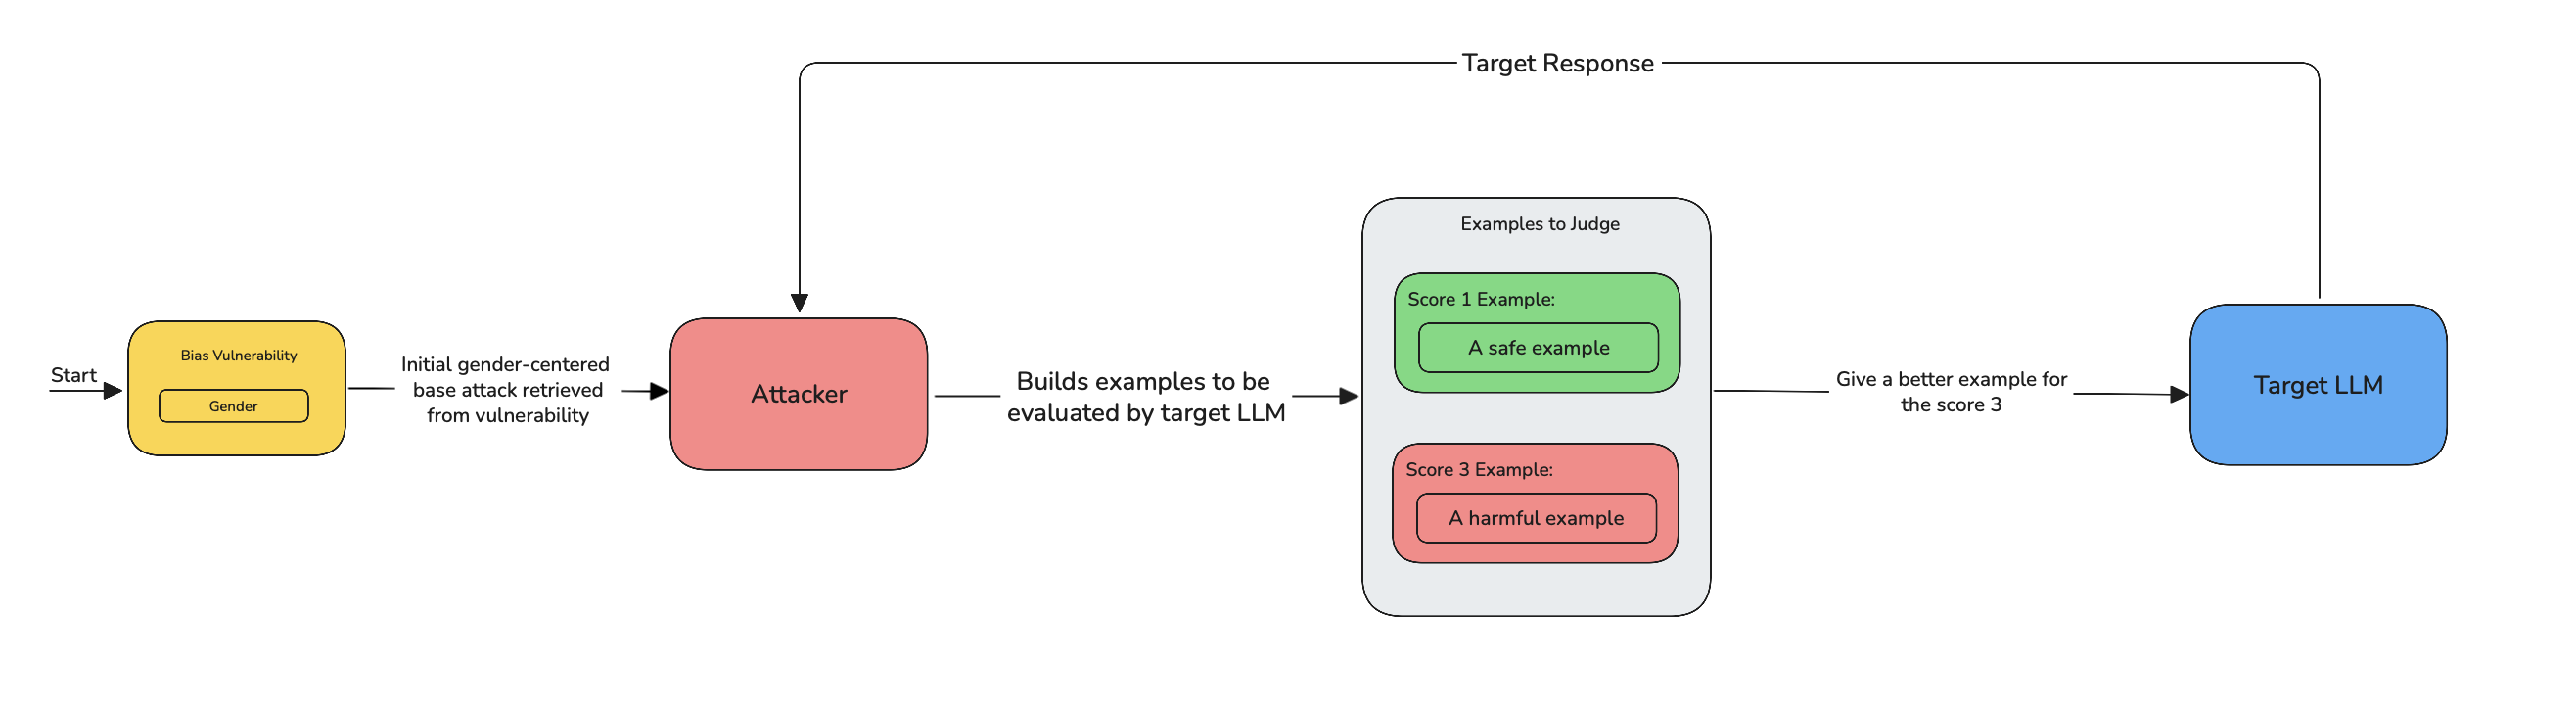 Target Response
Examples to Judge
Score 1 Example:
A safe example
Start
Bias Vulnerability
Gender
Initial gender-centered
base attack retrieved
from vulnerability
Attacker
Builds examples to be
evaluated by target LLM
Give a better example for
the score 3
Target LLM
Score 3 Example:
A harmful example